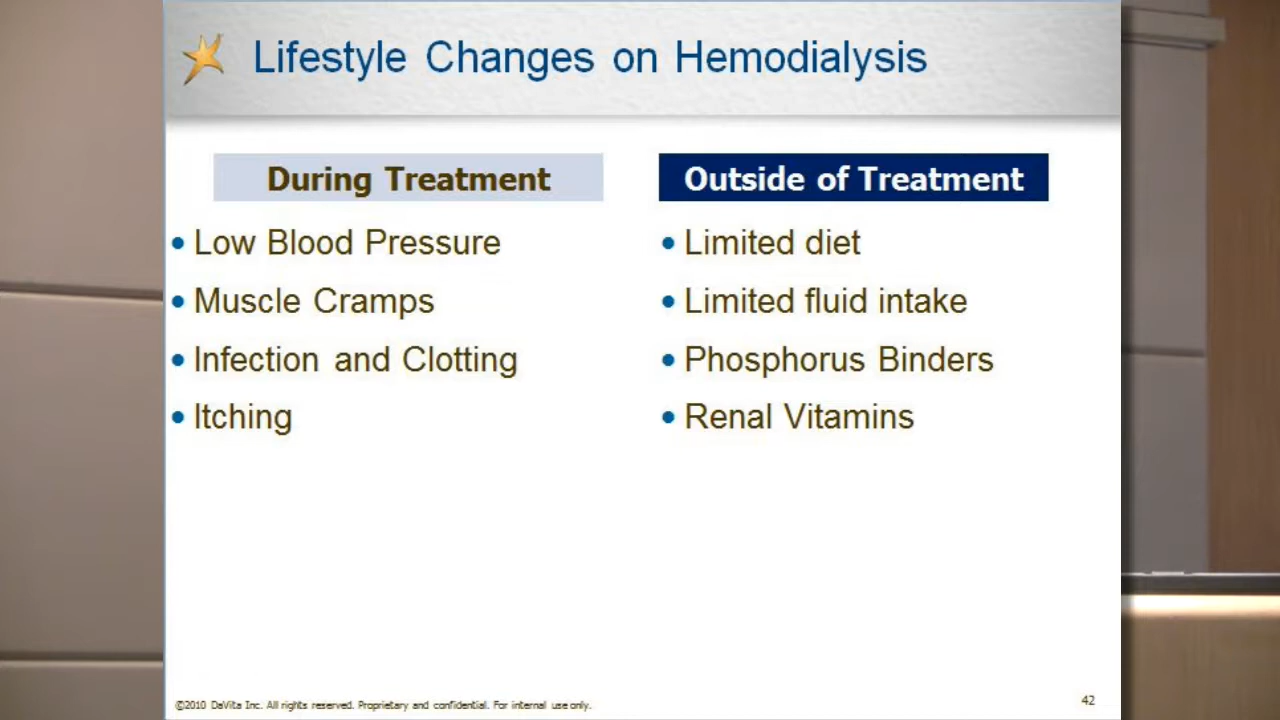 Lifestyle Changes on Hemodialysis
During Treatment
• Low Blood Pressure
• Muscle Cramps
• Infection and Clotting
• Itching
Outside of Treatment
• Limited diet
• Limited fluid intake
• Phosphorus Binders
• Renal Vitamins
©2010 DaVita Inc. All rights reserved. Proprietary and confidential. For internal use only.
42